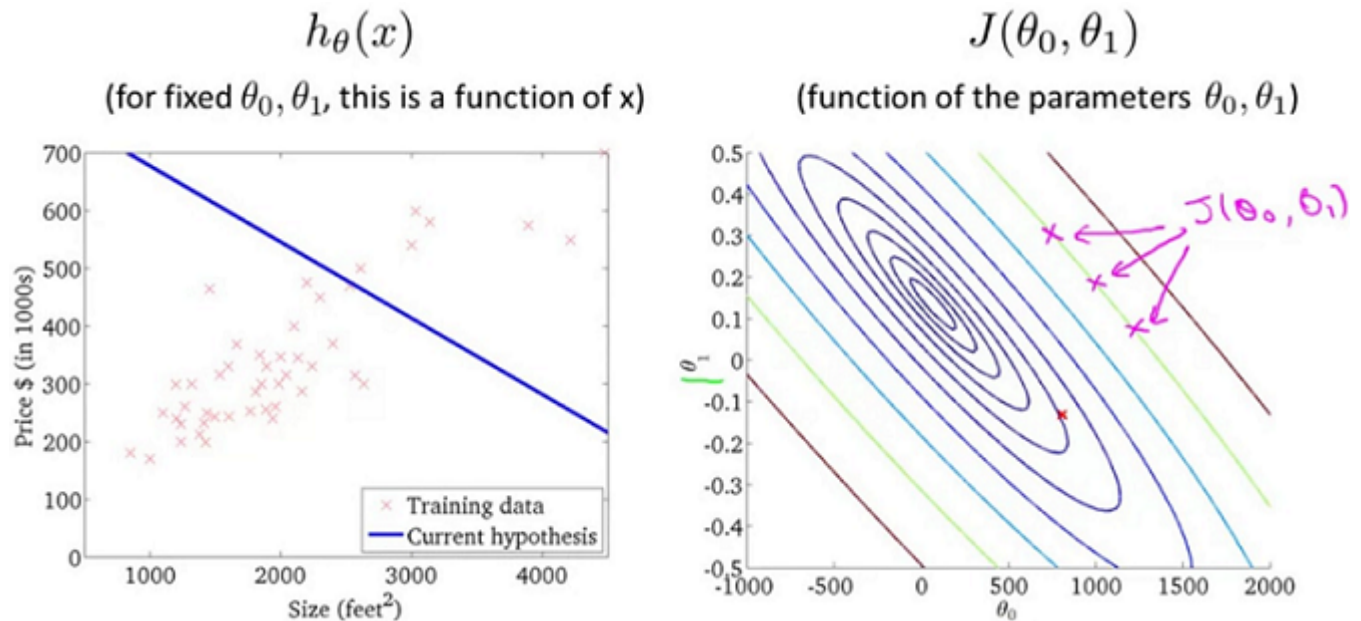 hθ(x)
(for fixed θ0, θ1, this is a function of x)
700
600
500
400
300
200
100
0
Price $ (in 1000s)
1000 2000 3000 4000
Size (feet²)
Training data
Current hypothesis
J(θ0, θ1)
(function of the parameters θ0, θ1)
0.5
0.4
0.3
0.2
0.1
0
-0.1
-0.2
-0.3
-0.4
-0.5
θ1
-1000 -500 0 500 1000 1500 2000
θ0
J(θ0, θ1)